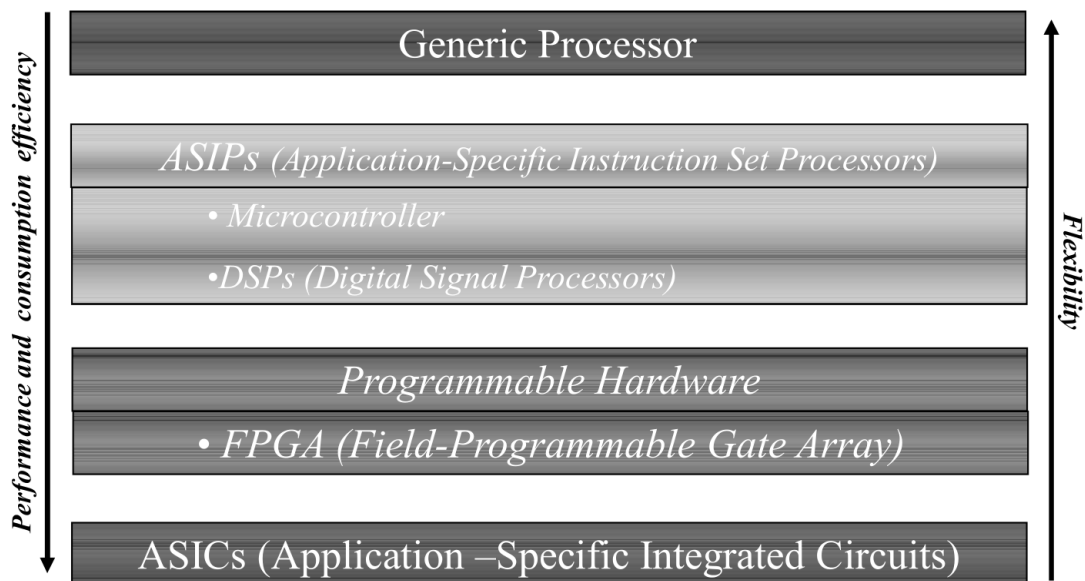 Performance and consumption efficiency
Generic Processor
ASIPs (Application-Specific Instruction Set Processors)
• Microcontroller
•DSPs (Digital Signal Processors)
Programmable Hardware
• FPGA (Field-Programmable Gate Array)
ASICs (Application –Specific Integrated Circuits)
Flexibility